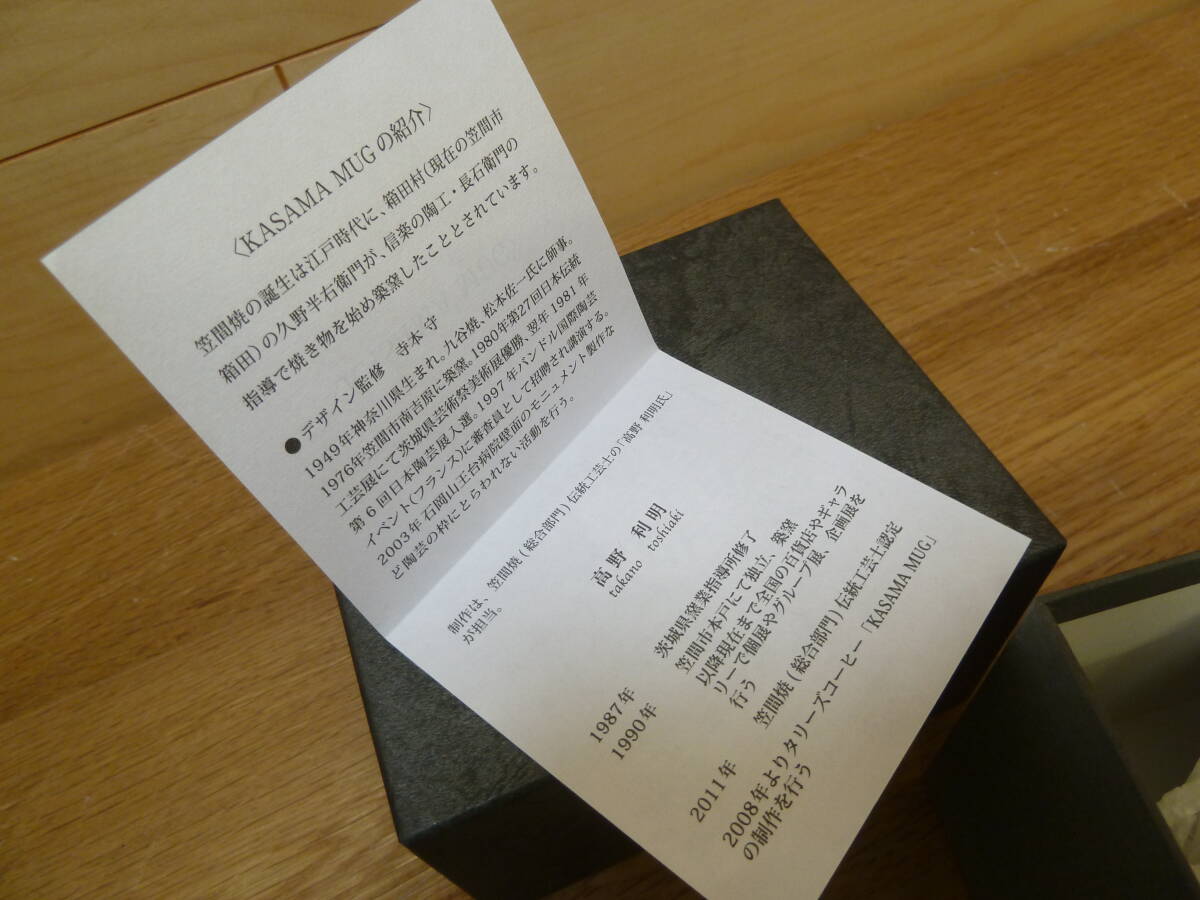 〈KASAMA MUGの紹介〉
笠間焼の誕生は江戸時代に、箱田村(現在の笠間市
箱田)の久野半右衛門が、信楽の陶工・長石衛門の
指導で焼き物を始め築窯したこととされています。
●デザイン監修 寺本 守
1949年神奈川県生まれ。九谷焼、松本佐一氏に師事。
1976年笠間市南吉原に築窯。1980年第27回日本伝統
工芸展にて茨城県芸術祭美術展優勝、翌年1981年
第6回日本陶芸展入選。1997年バンドル国際陶芸
イベント(フランス)に審査員として招聘され講演する。
2003年石岡山王台病院壁面のモニュメント製作な
ど陶芸の枠にとらわれない活動を行う。
制作は、笠間焼(総合部門)伝統工芸士の「高野 利明氏」
が担当。
高野 利明
takano toshiaki
1987年 茨城県窯業指導所修了
1990年 笠間市本戸にて独立、築窯
以降現在まで全国の百貨店やギャラ
リーで個展やグループ展、企画展を
行う
2011年 笠間焼(総合部門)伝統工芸士認定
2008年よりタリーズコーヒー「KASAMA MUG」
の制作を行う